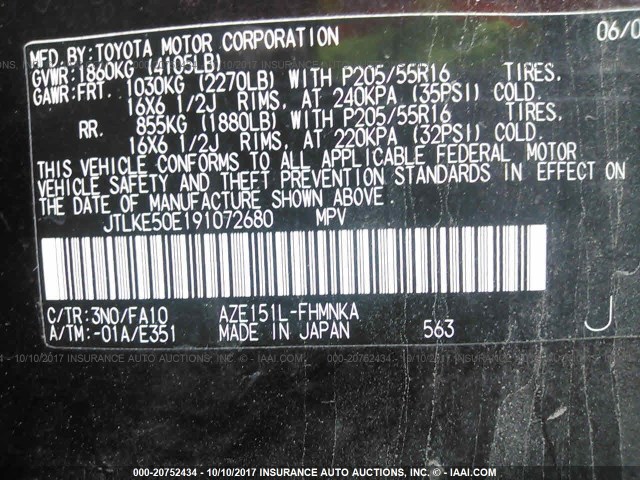 MFD.BY:TOYOTA MOTOR CORPORATION 06/0
GVWR:1860KG (4105LB)
GAWR:FRT. 1030KG (2270LB) WITH P205/55R16 TIRES,
16X6 1/2J RIMS, AT 240KPA (35PSI) COLD.
RR. 855KG (1880LB) WITH P205/55R16 TIRES,
16X6 1/2J RIMS, AT 220KPA (32PSI) COLD.
THIS VEHICLE CONFORMS TO ALL APPLICABLE FEDERAL MOTOR
VEHICLE SAFETY AND THEFT PREVENTION STANDARDS IN EFFECT ON
THE DATE OF MANUFACTURE SHOWN ABOVE.
JTLKE50E191072680 MPV
C/TR:3N0/FA10 AZE151L-FHMNKA
A/TM:-01A/E351 MADE IN JAPAN 563 J
000-20752434 - 10/10/2017 INSURANCE AUTO AUCTIONS, INC. - © IAAI.COM